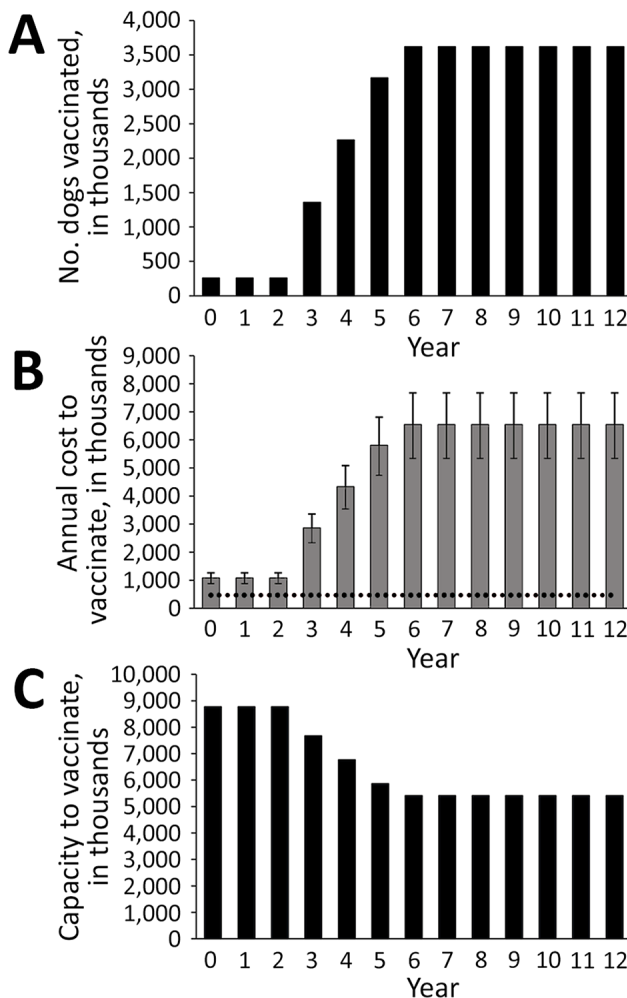 A
No. dogs vaccinated,
in thousands
4,000
3,500
3,000
2,500
2,000
1,500
1,000
500
0
0 1 2 3 4 5 6 7 8 9 10 11 12
Year
B
Annual cost to
vaccinate, in thousands
9,000
8,000
7,000
6,000
5,000
4,000
3,000
2,000
1,000
0
0 1 2 3 4 5 6 7 8 9 10 11 12
Year
C
Capacity to vaccinate,
in thousands
10,000
9,000
8,000
7,000
6,000
5,000
4,000
3,000
2,000
1,000
0
0 1 2 3 4 5 6 7 8 9 10 11 12
Year